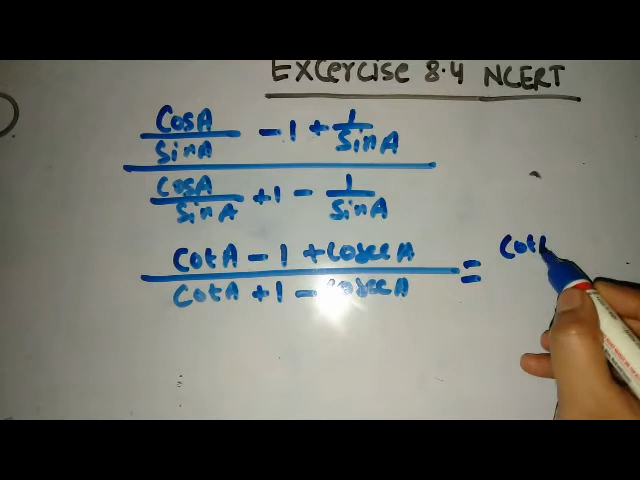 Excercise 8.4 NCERT
CosA/SinA - 1 + 1/SinA
CosA/SinA + 1 - 1/SinA
CotA - 1 + CosecA =
CotA + 1 - CosecA
Cot